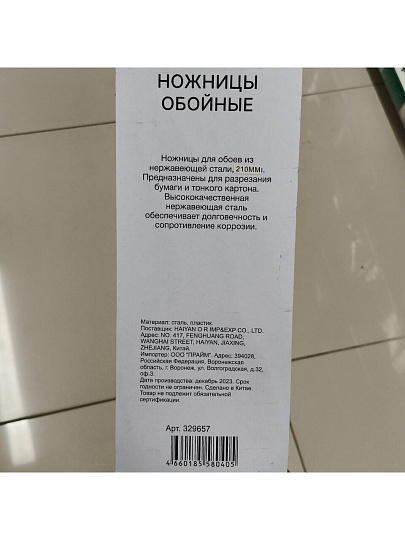 НОЖНИЦЫ
ОБОЙНЫЕ
Ножницы для обоев из
нержавеющей стали, 210ММ.
Предназначены для разрезания
бумаги и тонкого картона.
Высококачественная
нержавеющая сталь
обеспечивает долговечность и
сопротивление коррозии.
Материал: сталь, пластик.
Поставщик: HAIYAN D R IMP&EXP.CO., LTD.
Адрес: NO. 417, FENGHUANG ROAD,
WANGHAI STREET, HAIYAN, JIAXING,
ZHEJIANG, Китай.
Импортер: ООО "ПРАЙМ". Адрес: 394028,
Российская Федерация, Воронежская
область, г. Воронеж, ул. Волгоградская, д.32,
оф.3.
Дата производства: декабрь 2023. Срок
годности не ограничен. Сделано в Китае.
Товар не подлежит обязательной
сертификации.
Арт. 329657
4 660185 580405